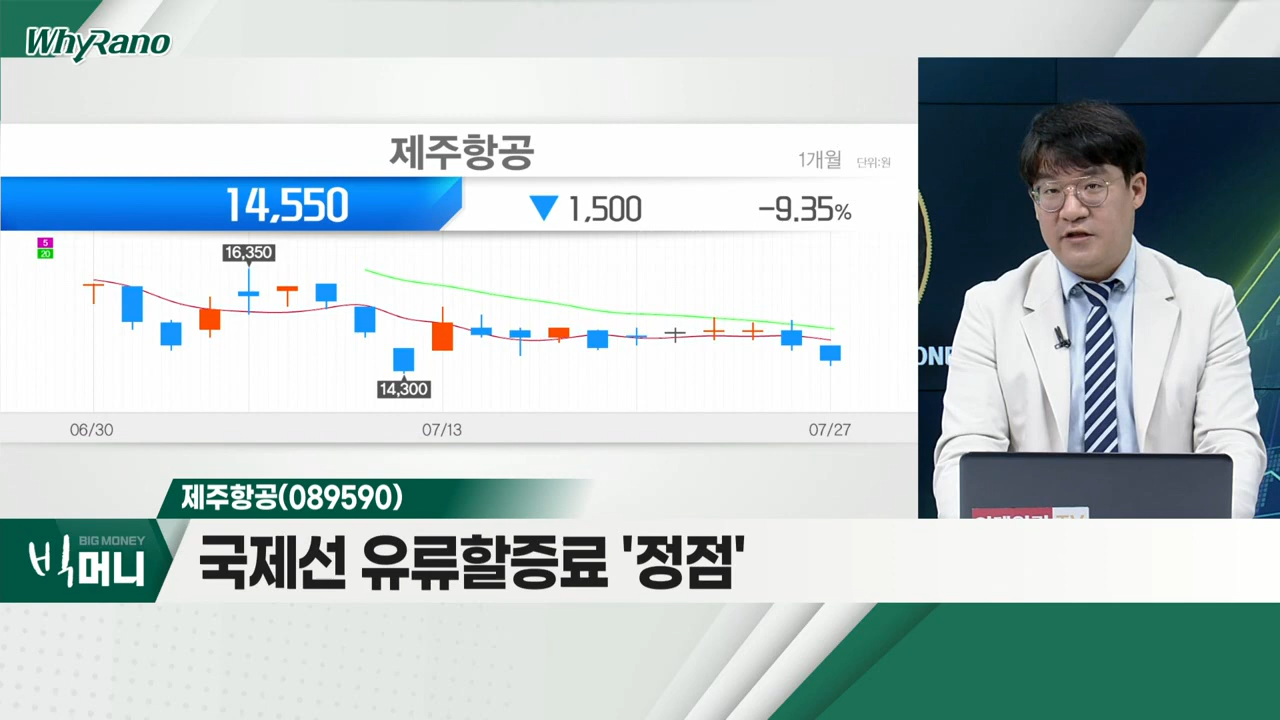 WhyRano
제주항공
1개월 단위:원
14,550 ▼ 1,500 -9.35%
5
20
16,350
14,300
06/30 07/13 07/27
ONE
제주항공(089590)
BIG MONEY
빅머니
국제선 유류할증료 '정점'